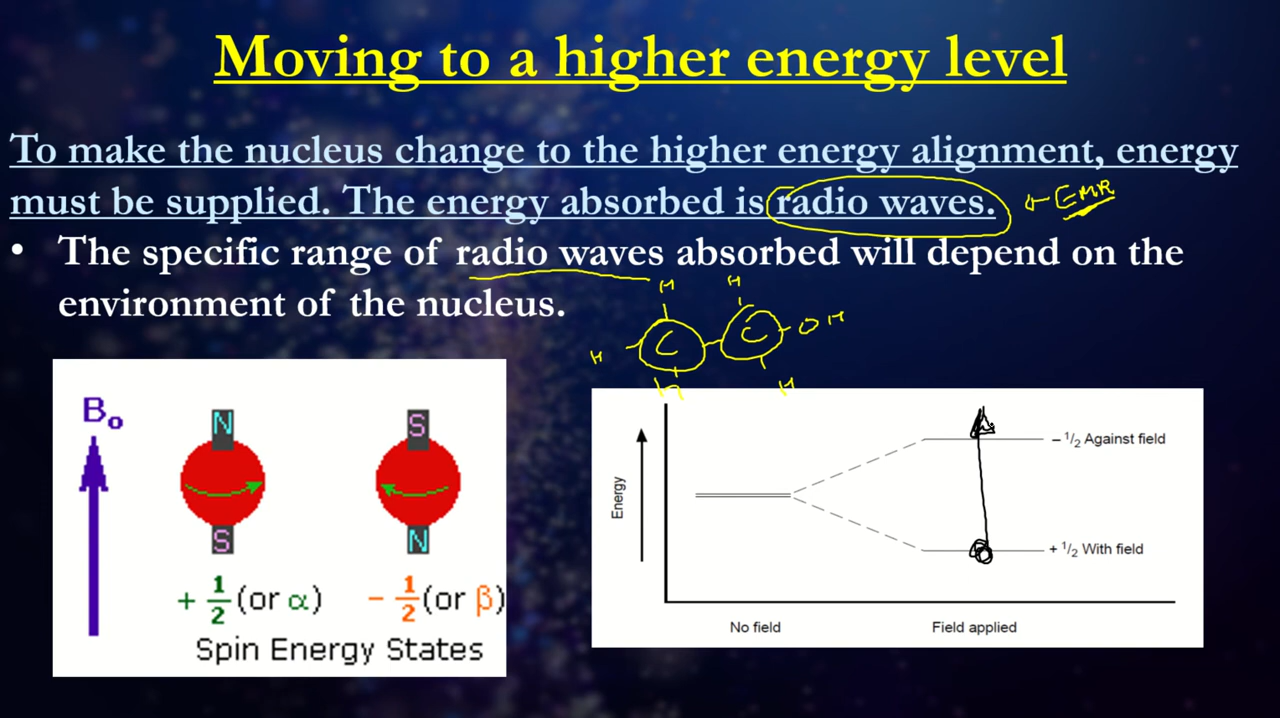 Moving to a higher energy level
To make the nucleus change to the higher energy alignment, energy
must be supplied. The energy absorbed is radio waves. ← EMR
• The specific range of radio waves absorbed will depend on the
environment of the nucleus.
H H
H C C OH
H H
B₀ N S
S N
+ 1/2 (or α) - 1/2 (or β)
Spin Energy States
Energy
− 1/2 Against field
+ 1/2 With field
No field Field applied